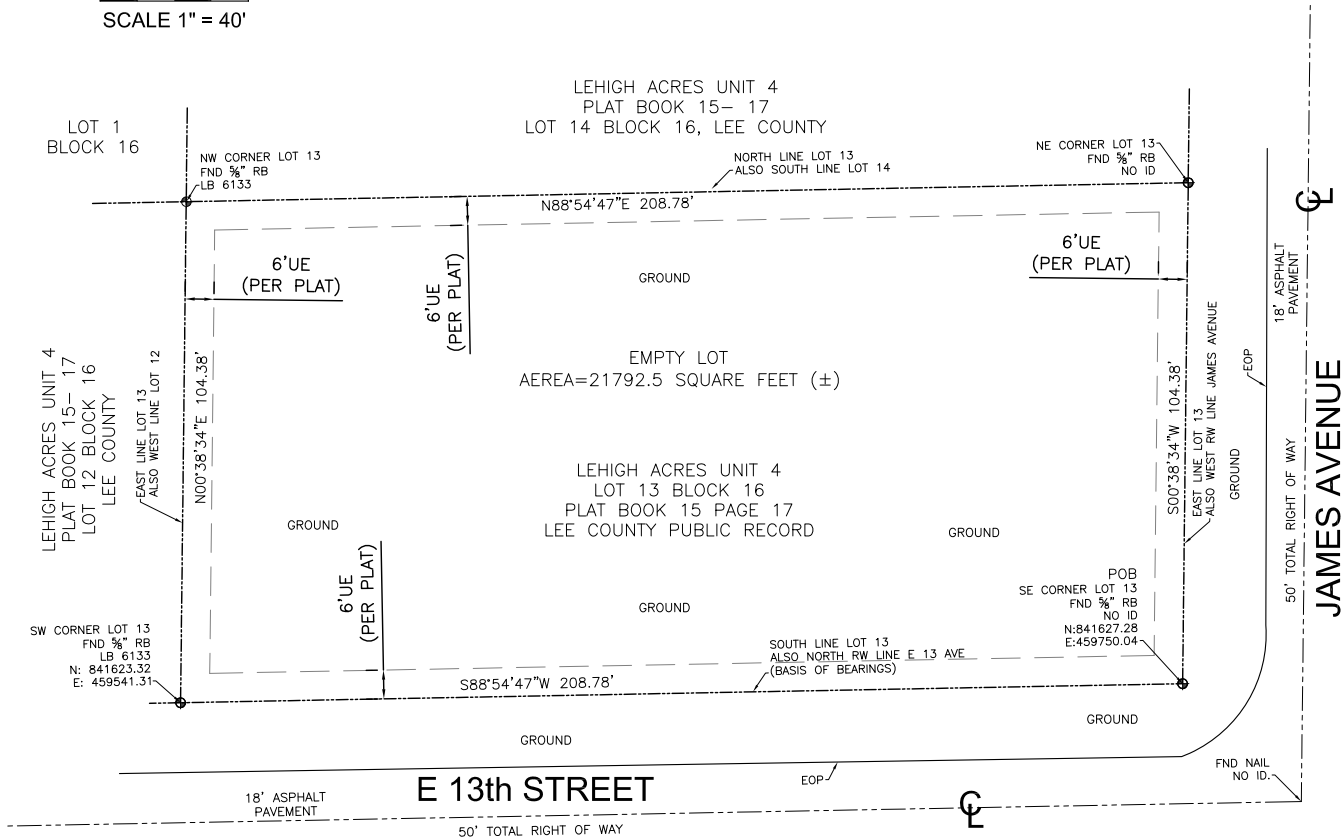 SCALE 1" = 40'
LEHIGH ACRES UNIT 4
PLAT BOOK 15– 17
LOT 14 BLOCK 16, LEE COUNTY
LOT 1
BLOCK 16
NW CORNER LOT 13
FND ⅝" RB
LB 6133
NORTH LINE LOT 13
ALSO SOUTH LINE LOT 14
NE CORNER LOT 13
FND ⅝" RB
NO ID
N88°54'47"E 208.78'
6'UE
(PER PLAT)
6'UE
(PER PLAT)
6'UE
(PER PLAT)
GROUND
CL
18' ASPHALT
PAVEMENT
EMPTY LOT
AEREA=21792.5 SQUARE FEET (±)
LEHIGH ACRES UNIT 4
PLAT BOOK 15– 17
LOT 12 BLOCK 16
LEE COUNTY
EAST LINE LOT 13
ALSO WEST LINE LOT 12
N00°38'34"E 104.38'
S00°38'34"W 104.38'
EAST LINE LOT 13
ALSO WEST RW LINE JAMES AVENUE
GROUND
EOP
50' TOTAL RIGHT OF WAY
JAMES AVENUE
LEHIGH ACRES UNIT 4
LOT 13 BLOCK 16
PLAT BOOK 15 PAGE 17
LEE COUNTY PUBLIC RECORD
GROUND
GROUND
6'UE
(PER PLAT)
GROUND
POB
SE CORNER LOT 13
FND ⅝" RB
NO ID
N:841627.28
E:459750.04
SW CORNER LOT 13
FND ⅝" RB
LB 6133
N: 841623.32
E: 459541.31
SOUTH LINE LOT 13
ALSO NORTH RW LINE E 13 AVE
(BASIS OF BEARINGS)
S88°54'47"W 208.78'
GROUND
GROUND
E 13th STREET
EOP
FND NAIL
NO ID.
18' ASPHALT
PAVEMENT
CL
50' TOTAL RIGHT OF WAY